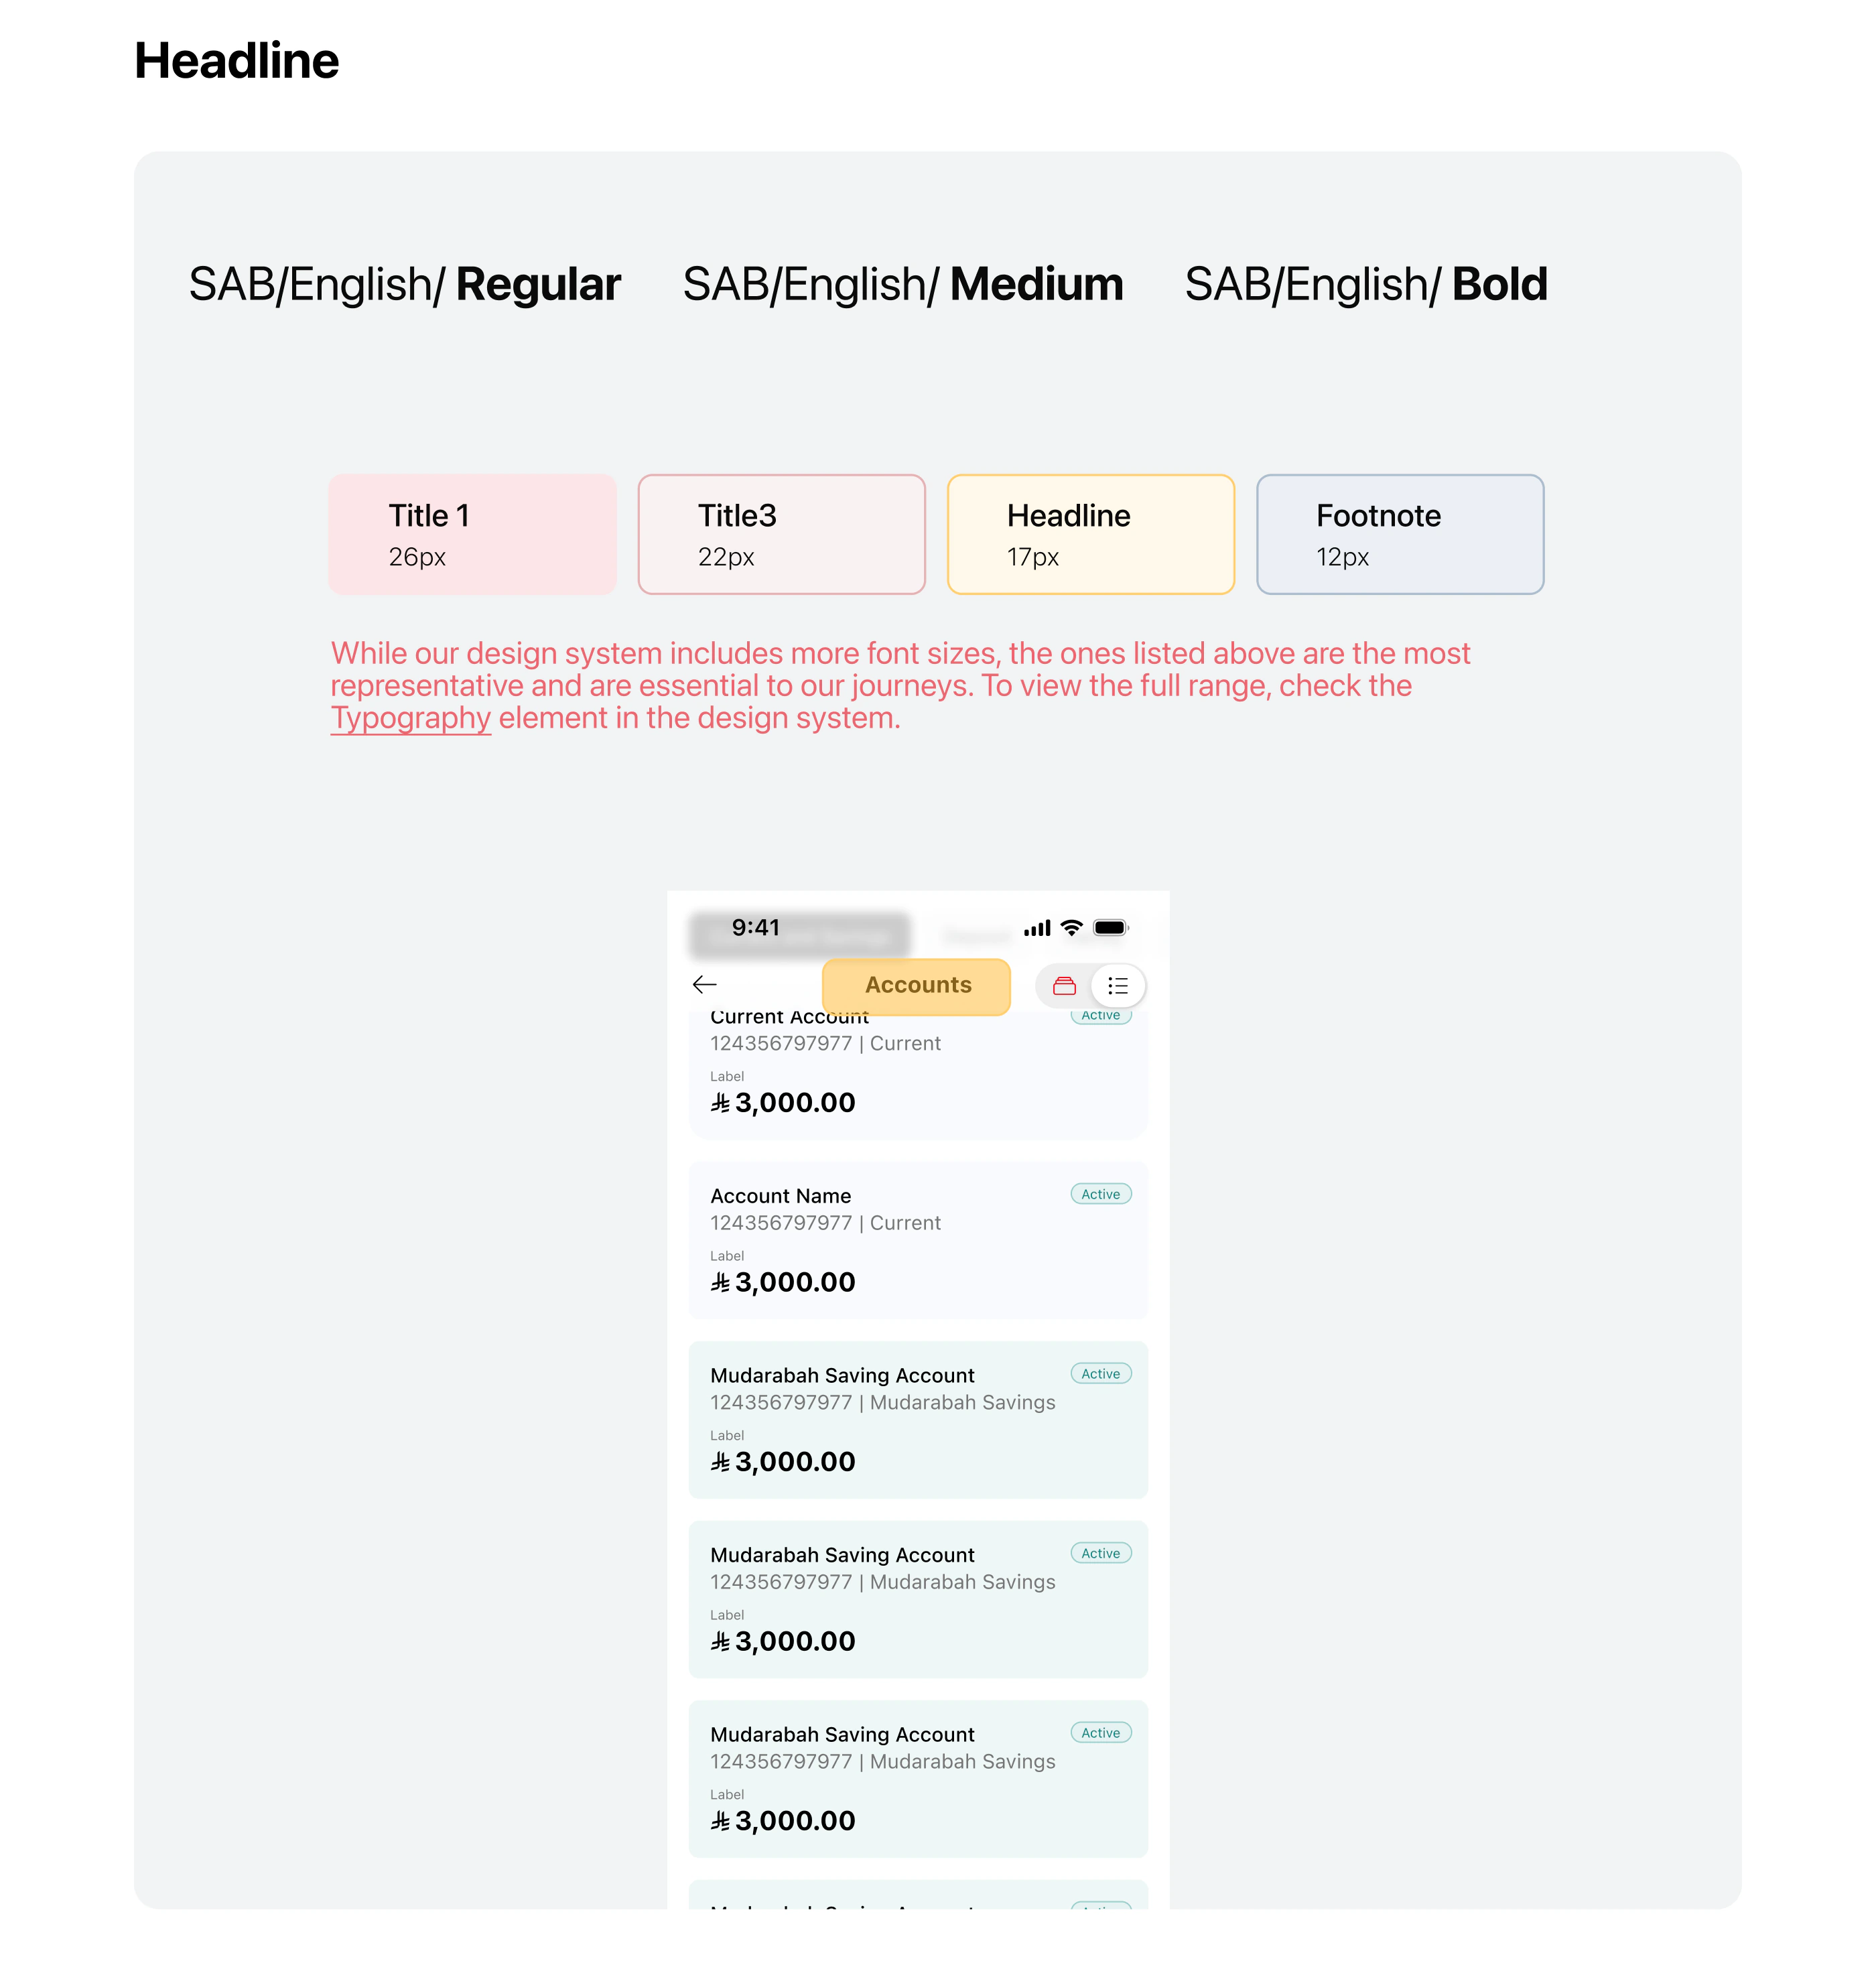 Headline
SAB/English/ Regular
SAB/English/ Medium
SAB/English/ Bold
Title 1
26px
Title3
22px
Headline
17px
Footnote
12px
While our design system includes more font sizes, the ones listed above are the most
representative and are essential to our journeys. To view the full range, check the
Typography element in the design system.
9:41
Accounts
Current Account
Active
124356797977 | Current
Label
⃁ 3,000.00
Account Name
Active
124356797977 | Current
Label
⃁ 3,000.00
Mudarabah Saving Account
Active
124356797977 | Mudarabah Savings
Label
⃁ 3,000.00
Mudarabah Saving Account
Active
124356797977 | Mudarabah Savings
Label
⃁ 3,000.00
Mudarabah Saving Account
Active
124356797977 | Mudarabah Savings
Label
⃁ 3,000.00